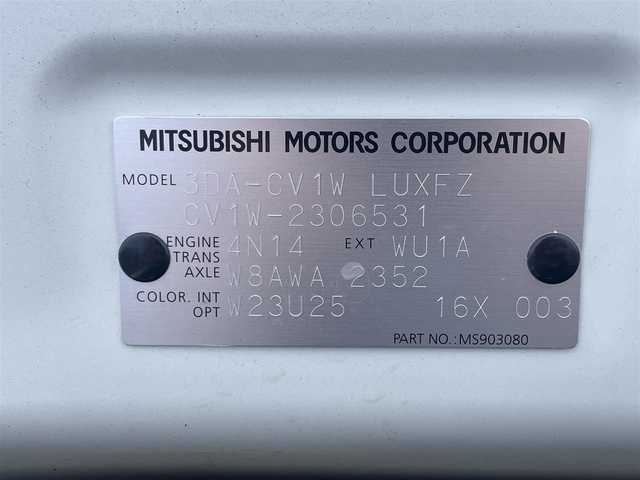 MITSUBISHI MOTORS CORPORATION
MODEL 3DA-CV1W LUXFZ
CV1W-2306531
ENGINE 4N14 EXT WU1A
TRANS
AXLE W8AWA 2352
COLOR. INT W23U25 16X 003
OPT
PART NO.:MS903080